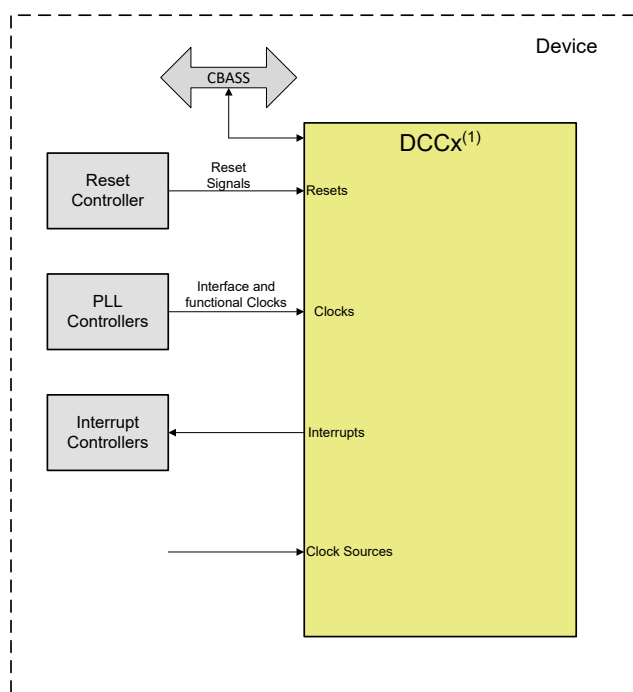 Device
CBASS
DCCx(1)
Reset
Controller
Reset
Signals
Resets
PLL
Controllers
Interface and
functional Clocks
Clocks
Interrupt
Controllers
Interrupts
Clock Sources